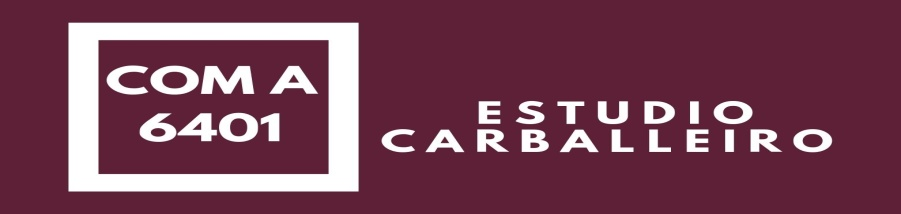 COM A
6401
ESTUDIO
CARBALLEIRO